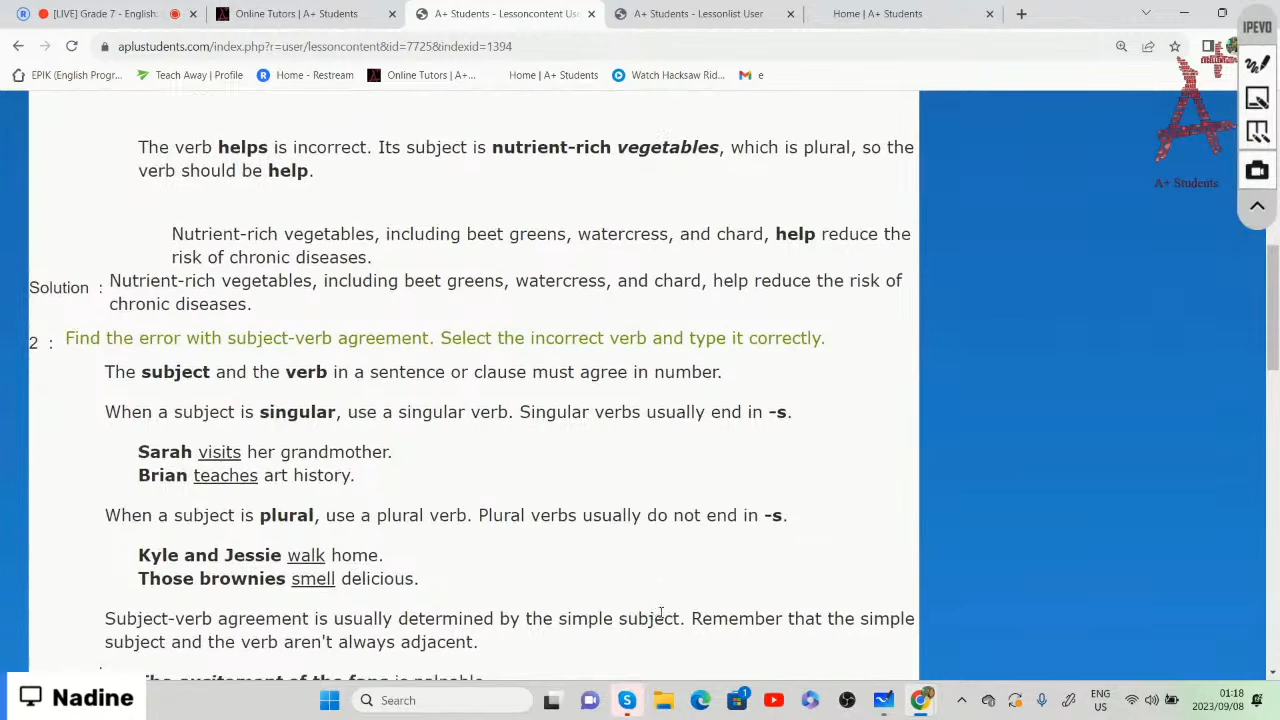 [LIVE] Grade 7 - English
Online Tutors | A+ Students
A+ Students - Lessoncontent Use
A+ Students - Lessonlist User
Home | A+ Students
aplustudents.com/index.php?r=user/lessoncontent&id=7725&indexid=1394
EPIK (English Progr...
Teach Away | Profile
Home - Restream
Online Tutors | A+...
Home | A+ Students
Watch Hacksaw Rid...
e
IPEVO
A+ Students
The verb helps is incorrect. Its subject is nutrient-rich vegetables, which is plural, so the
verb should be help.
Nutrient-rich vegetables, including beet greens, watercress, and chard, help reduce the
risk of chronic diseases.
Solution : Nutrient-rich vegetables, including beet greens, watercress, and chard, help reduce the risk of
chronic diseases.
2 : Find the error with subject-verb agreement. Select the incorrect verb and type it correctly.
The subject and the verb in a sentence or clause must agree in number.
When a subject is singular, use a singular verb. Singular verbs usually end in -s.
Sarah visits her grandmother.
Brian teaches art history.
When a subject is plural, use a plural verb. Plural verbs usually do not end in -s.
Kyle and Jessie walk home.
Those brownies smell delicious.
Subject-verb agreement is usually determined by the simple subject. Remember that the simple
subject and the verb aren't always adjacent.
The excitement of the fans is palpable.
Nadine
Search
ENG
01:18
2023/09/08